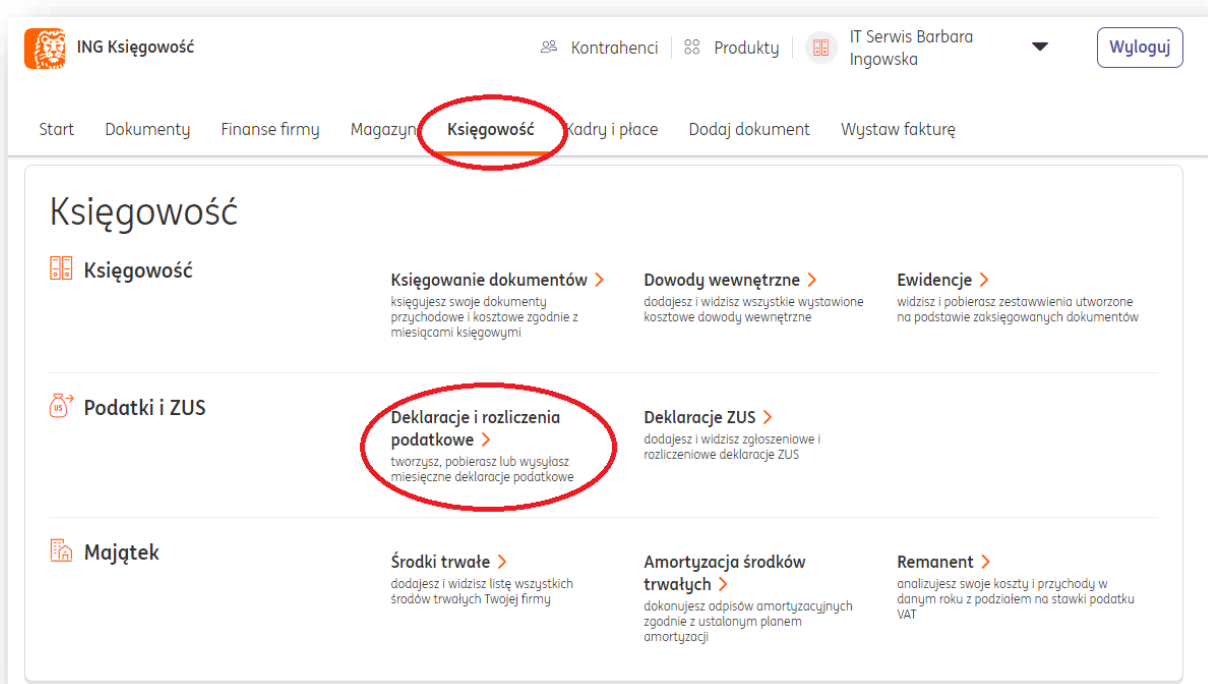 ING Księgowość
Kontrahenci
Produkty
IT Serwis Barbara
Ingowska
Wyloguj
Start
Dokumenty
Finanse firmy
Magazyn
Księgowość
Kadry i płace
Dodaj dokument
Wystaw fakturę
Księgowość
Księgowość
Księgowanie dokumentów
księgujesz swoje dokumenty
przychodowe i kosztowe zgodnie z
miesiącami księgowymi
Dowody wewnętrzne
dodajesz i widzisz wszystkie wystawione
kosztowe dowody wewnętrzne
Ewidencje
widzisz i pobierasz zestawwienia utworzone
na podstawie zaksięgowanych dokumentów
US
Podatki i ZUS
Deklaracje i rozliczenia
podatkowe
tworzysz, pobierasz lub wysyłasz
miesięczne deklaracje podatkowe
Deklaracje ZUS
dodajesz i widzisz zgłoszeniowe i
rozliczeniowe deklaracje ZUS
Majątek
Środki trwałe
dodajesz i widzisz listę wszystkich
środów trwałych Twojej firmy
Amortyzacja środków
trwałych
dokonujesz odpisów amortyzacyjnych
zgodnie z ustalonym planem
amortyzacji
Remanent
analizujesz swoje koszty i przychody w
danym roku z podziałem na stawki podatku
VAT